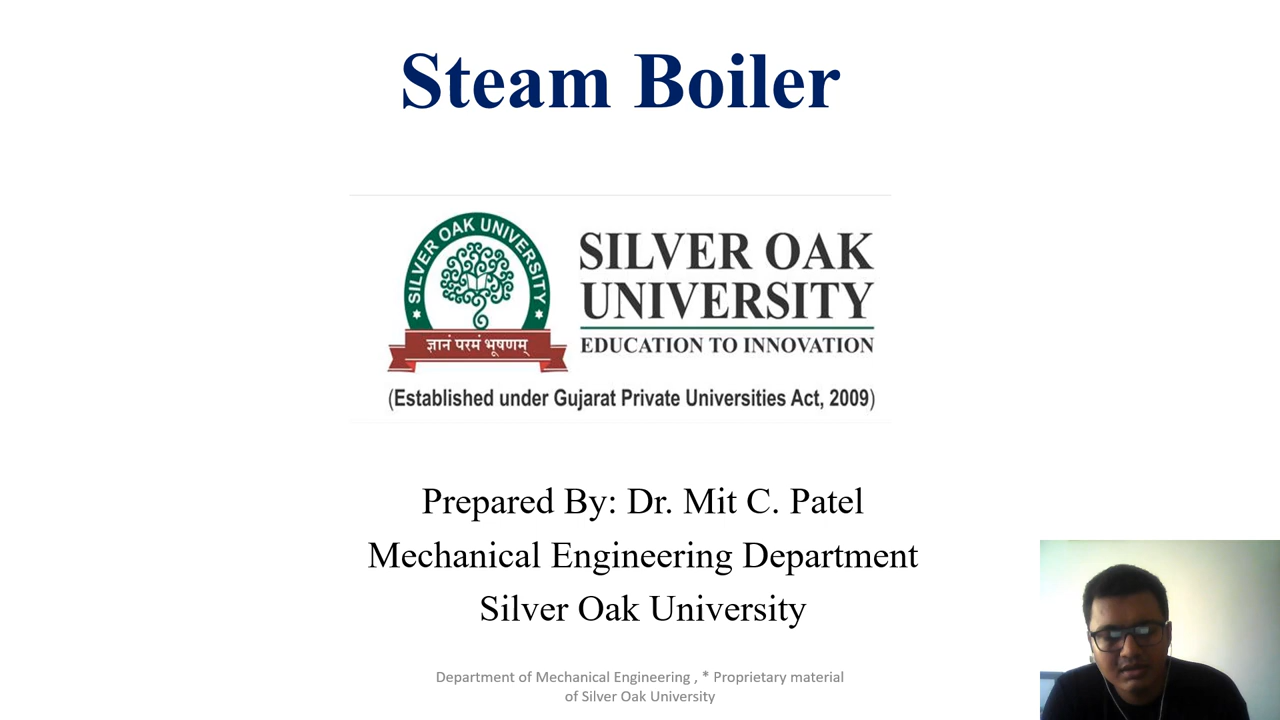 Steam Boiler
SILVER OAK UNIVERSITY
ज्ञानं परमं भूषणम्
SILVER OAK
UNIVERSITY
EDUCATION TO INNOVATION
(Established under Gujarat Private Universities Act, 2009)
Prepared By: Dr. Mit C. Patel
Mechanical Engineering Department
Silver Oak University
Department of Mechanical Engineering , * Proprietary material
of Silver Oak University